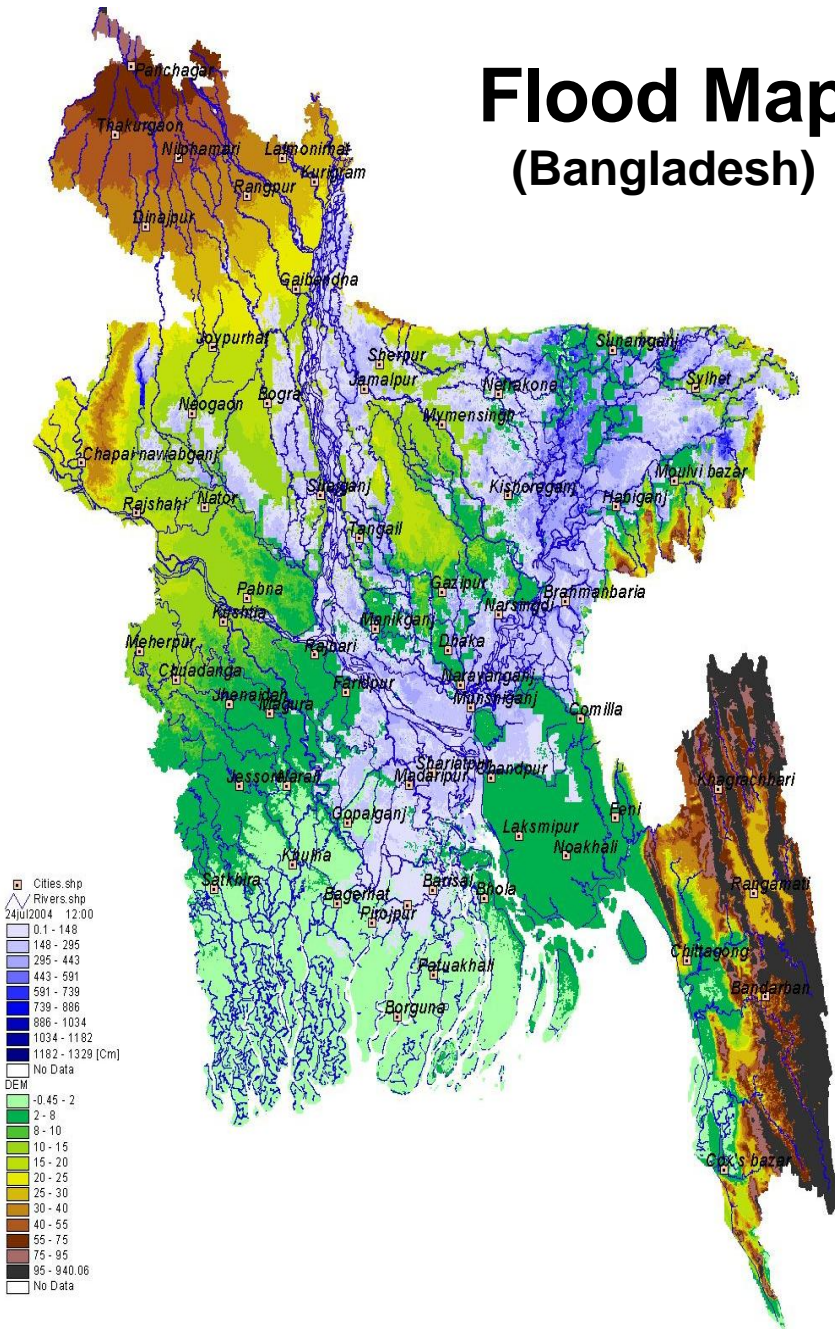 Flood Map
(Bangladesh)
Panchagar
Thakurgaon
Nilphamari
Lalmonirhat
Kurigram
Rangpur
Dinajpur
Gaibandha
Joypurhat
Sherpur
Sunamganj
Jamalpur
Netrakona
Sylhet
Naogaon
Bogra
Mymensingh
Chapai nawabganj
Moulvi bazar
Rajshahi
Nator
Sirajganj
Kishoreganj
Habiganj
Tangail
Pabna
Gazipur
Kushtia
Narsingdi
Branmanbaria
Manikganj
Meherpur
Rajbari
Dhaka
Chuadanga
Faridpur
Narayanganj
Jhenaidah
Magura
Munshiganj
Comilla
Shariatpur
Jessore
Narail
Madaripur
Chandpur
Khagrachhari
Gopalganj
Feni
Laksmipur
Noakhali
Khulna
Satkhira
Bagerhat
Barisal
Bhola
Rangamati
Pirojpur
Chittagong
Patuakhali
Bandarban
Borguna
Cox's bazar
Cities.shp
Rivers.shp
24jul2004 12:00
0.1 - 148
148 - 295
295 - 443
443 - 591
591 - 739
739 - 886
886 - 1034
1034 - 1182
1182 - 1329 [Cm]
No Data
DEM
-0.45 - 2
2 - 8
8 - 10
10 - 15
15 - 20
20 - 25
25 - 30
30 - 40
40 - 55
55 - 75
75 - 95
95 - 940.06
No Data